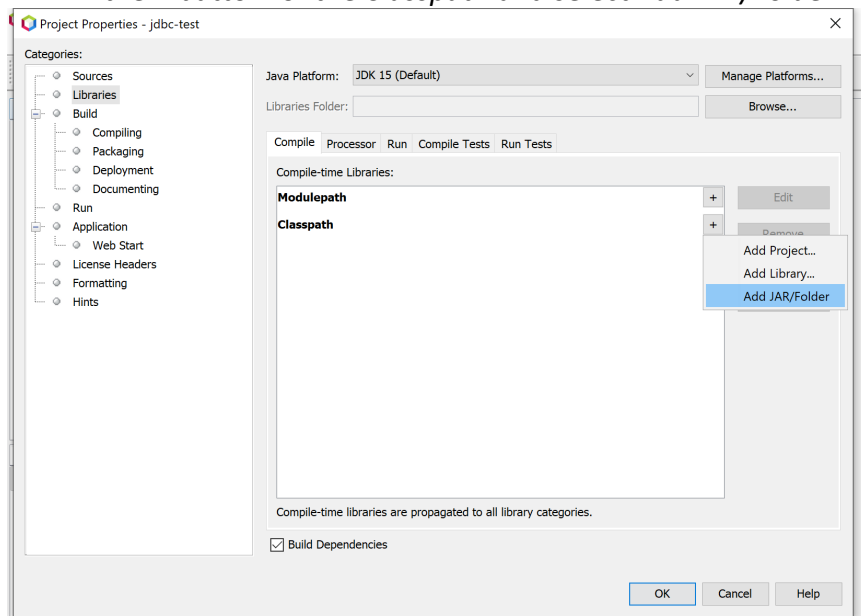 Project Properties - jdbc-test
Categories:
Sources
Libraries
Build
Compiling
Packaging
Deployment
Documenting
Run
Application
Web Start
License Headers
Formatting
Hints
Java Platform: JDK 15 (Default) Manage Platforms...
Libraries Folder: Browse...
Compile Processor Run Compile Tests Run Tests
Compile-time Libraries:
Modulepath + Edit
Classpath + Remove
Add Project...
Add Library...
Add JAR/Folder
Compile-time libraries are propagated to all library categories.
Build Dependencies
OK Cancel Help